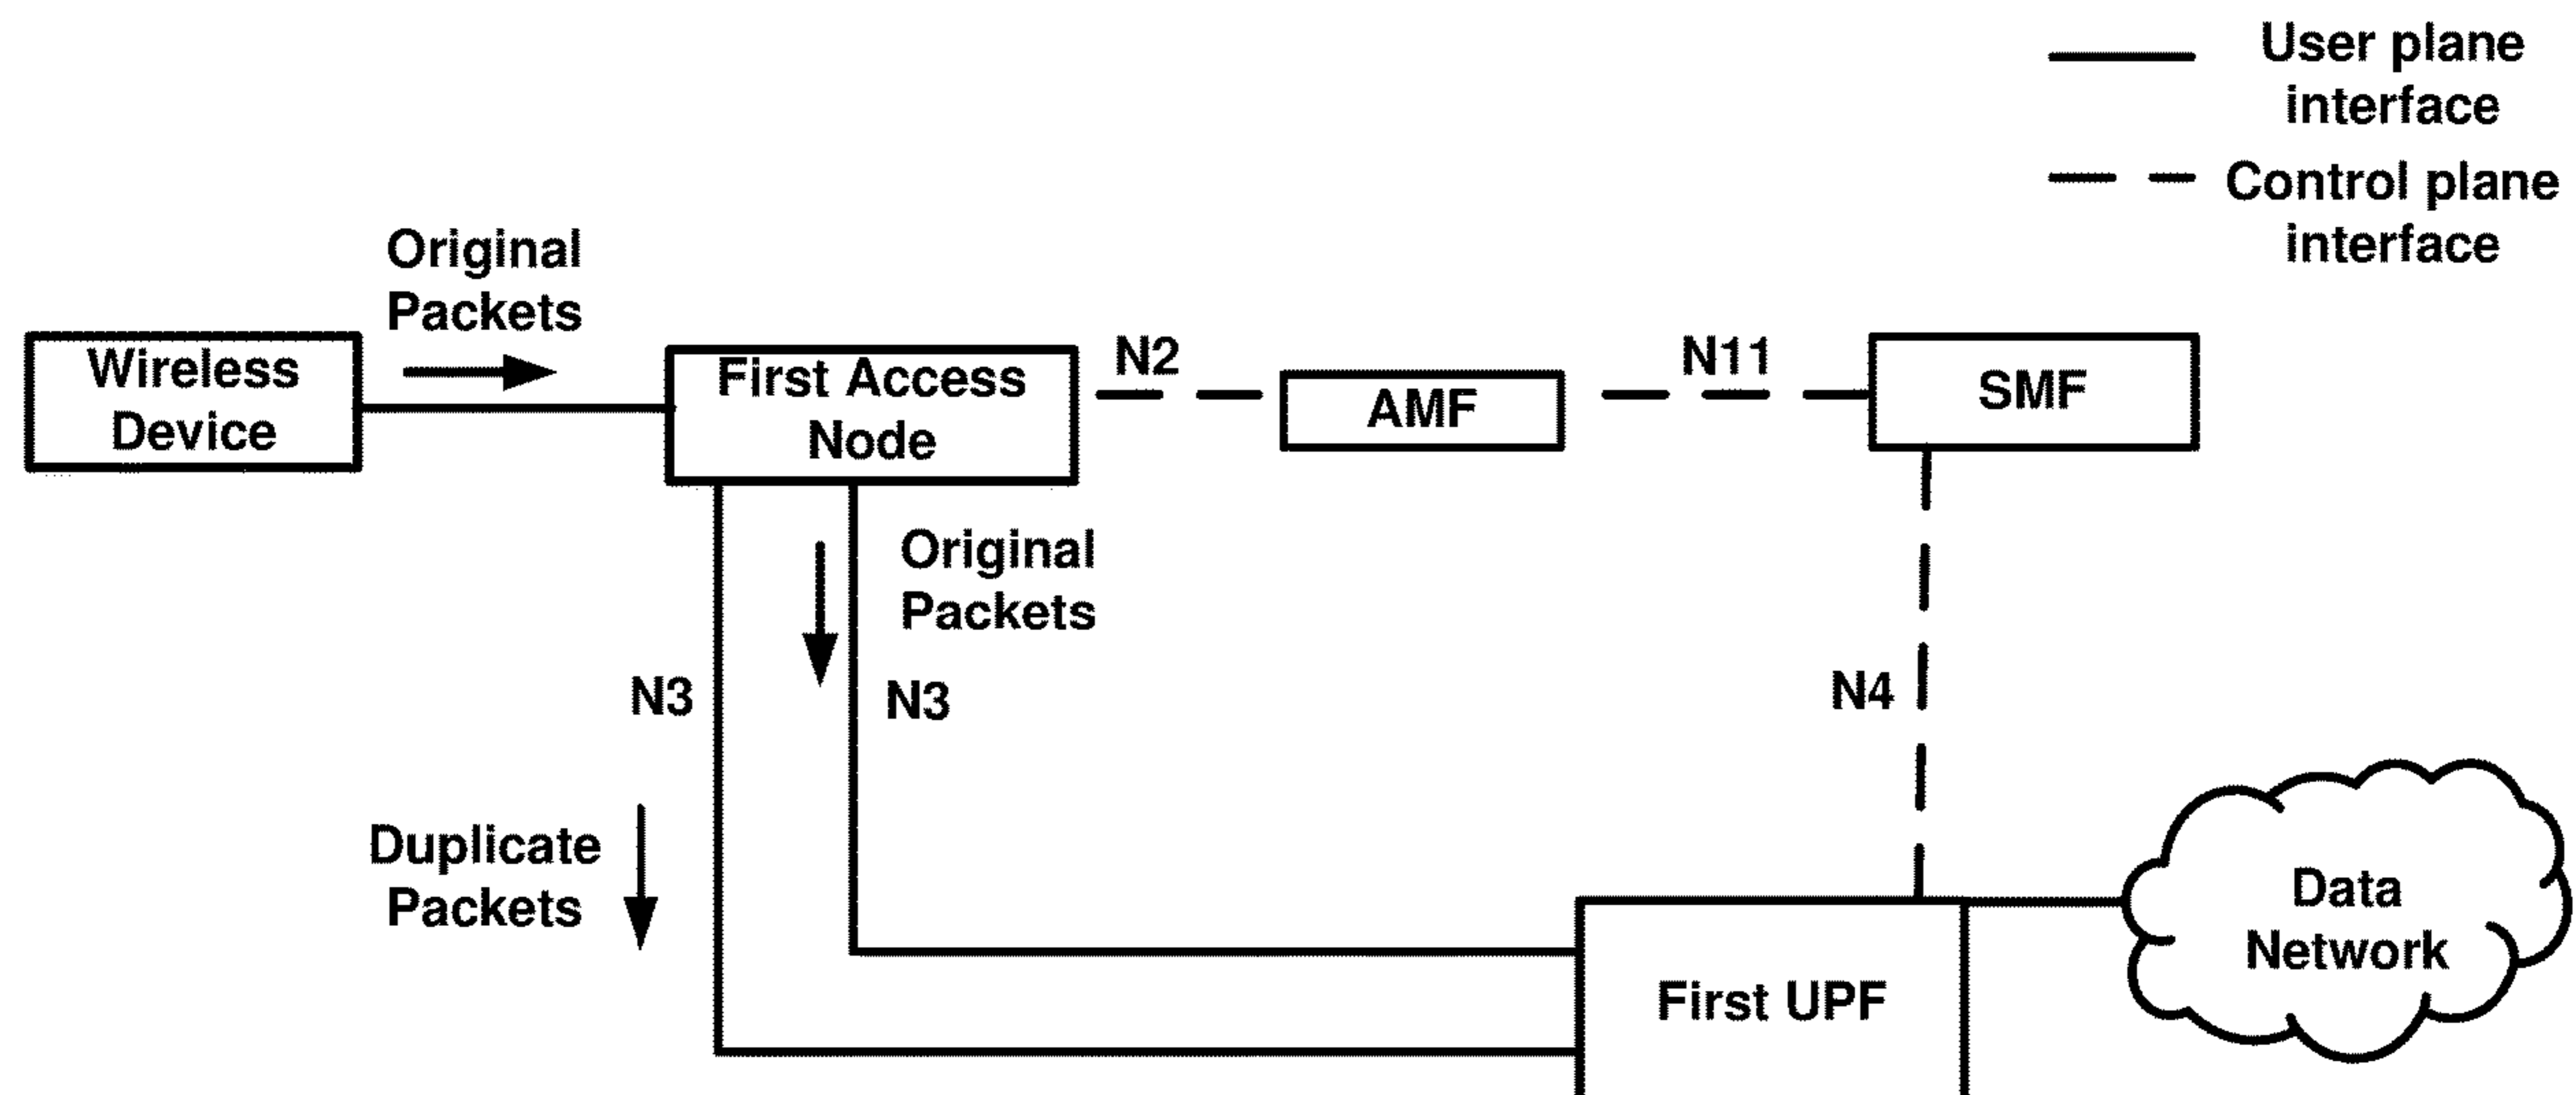 User plane
interface
Control plane
interface
Original
Packets
Wireless
Device
First Access
Node
N2
AMF
N11
SMF
Original
Packets
N3
N3
N4
Duplicate
Packets
First UPF
Data
Network